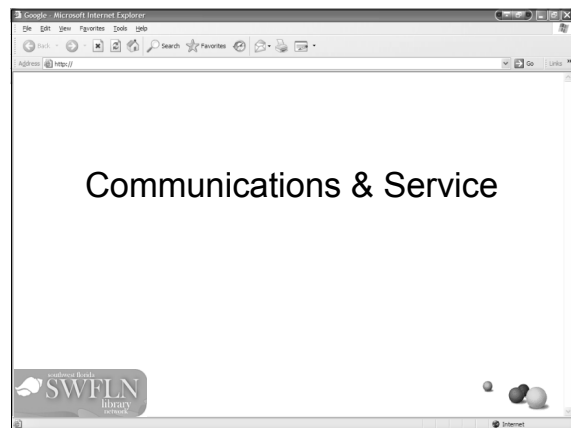 Google - Microsoft Internet Explorer
File Edit View Favorites Tools Help
Back Search Favorites
Address http:// Go Links »
Communications & Service
southwest florida
SWFLN
library
network
Internet